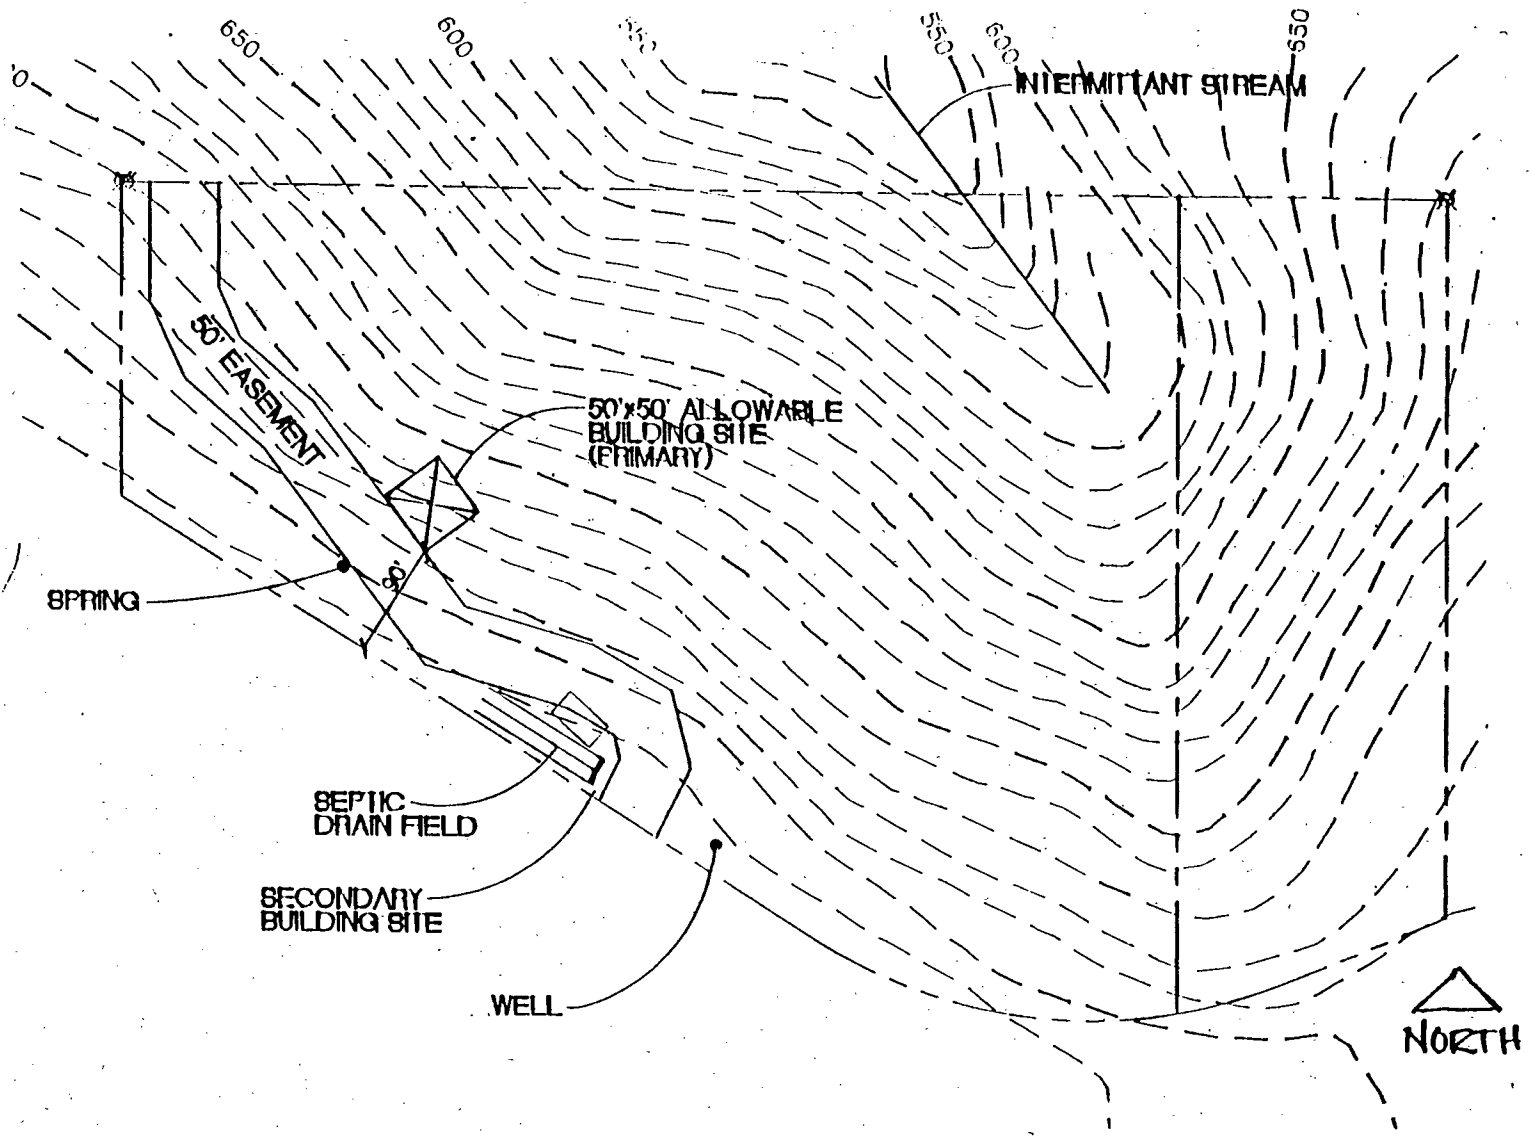 650
600
550
550
600
650
INTERMITTANT STREAM
50' EASEMENT
50'x50' ALLOWABLE
BUILDING SITE
(PRIMARY)
SPRING
SEPTIC
DRAIN FIELD
SECONDARY
BUILDING SITE
WELL
NORTH